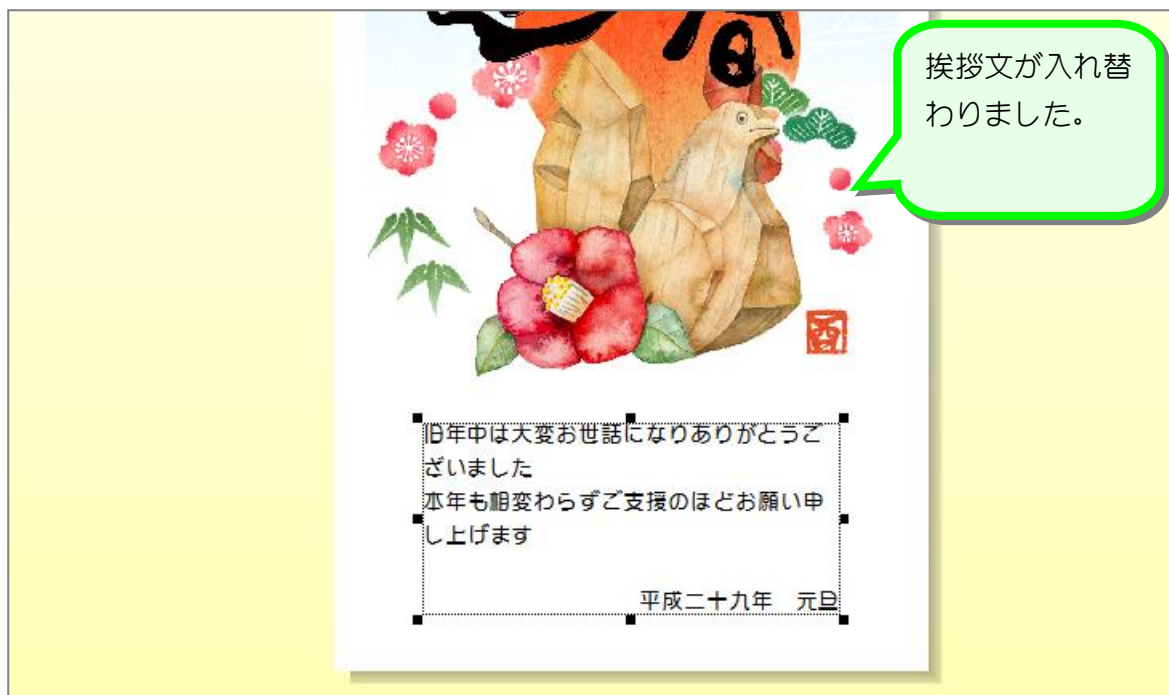 挨拶文が入れ替
わりました。
春
酉
旧年中は大変お世話になりありがとうご
ざいました
本年も相変わらずご支援のほどお願い申
し上げます
平成二十九年　元旦